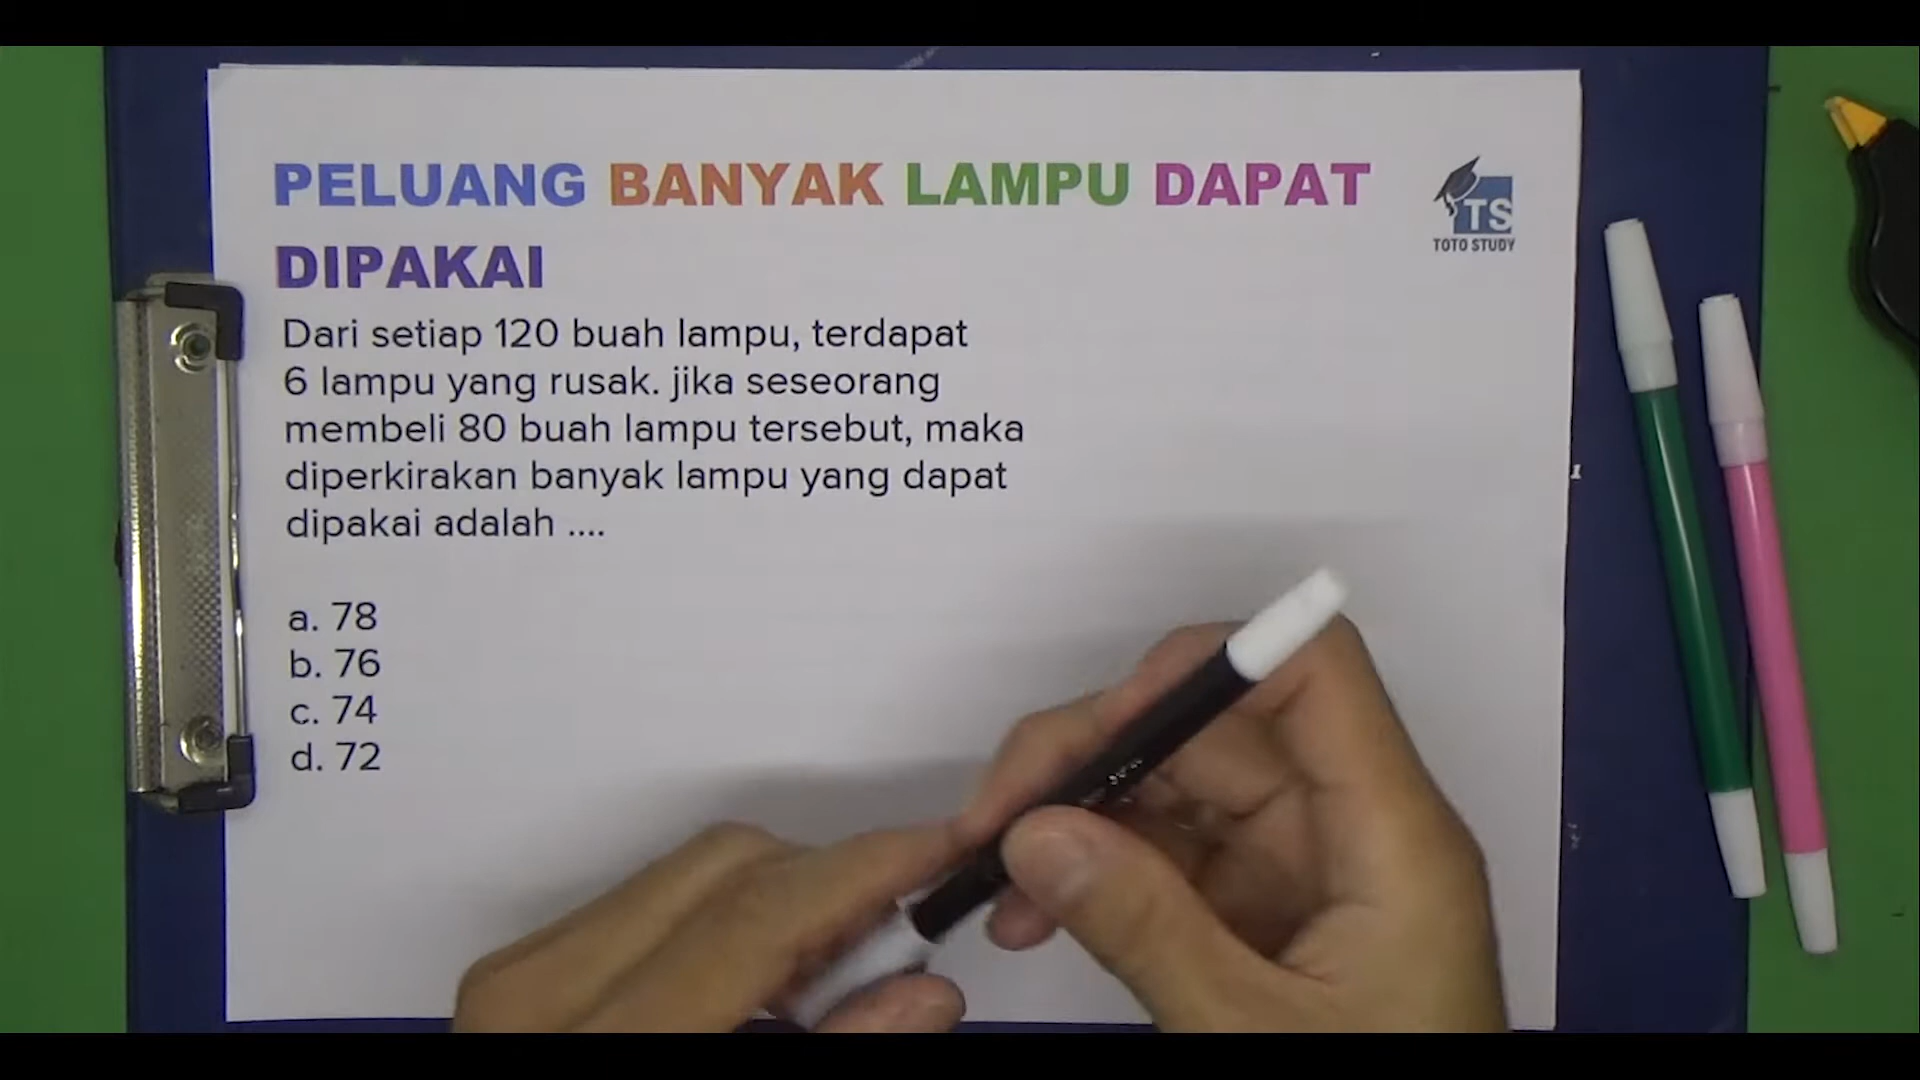 PELUANG BANYAK LAMPU DAPAT
DIPAKAI
TS
TOTO STUDY
Dari setiap 120 buah lampu, terdapat
6 lampu yang rusak. jika seseorang
membeli 80 buah lampu tersebut, maka
diperkirakan banyak lampu yang dapat
dipakai adalah ....
a. 78
b. 76
c. 74
d. 72